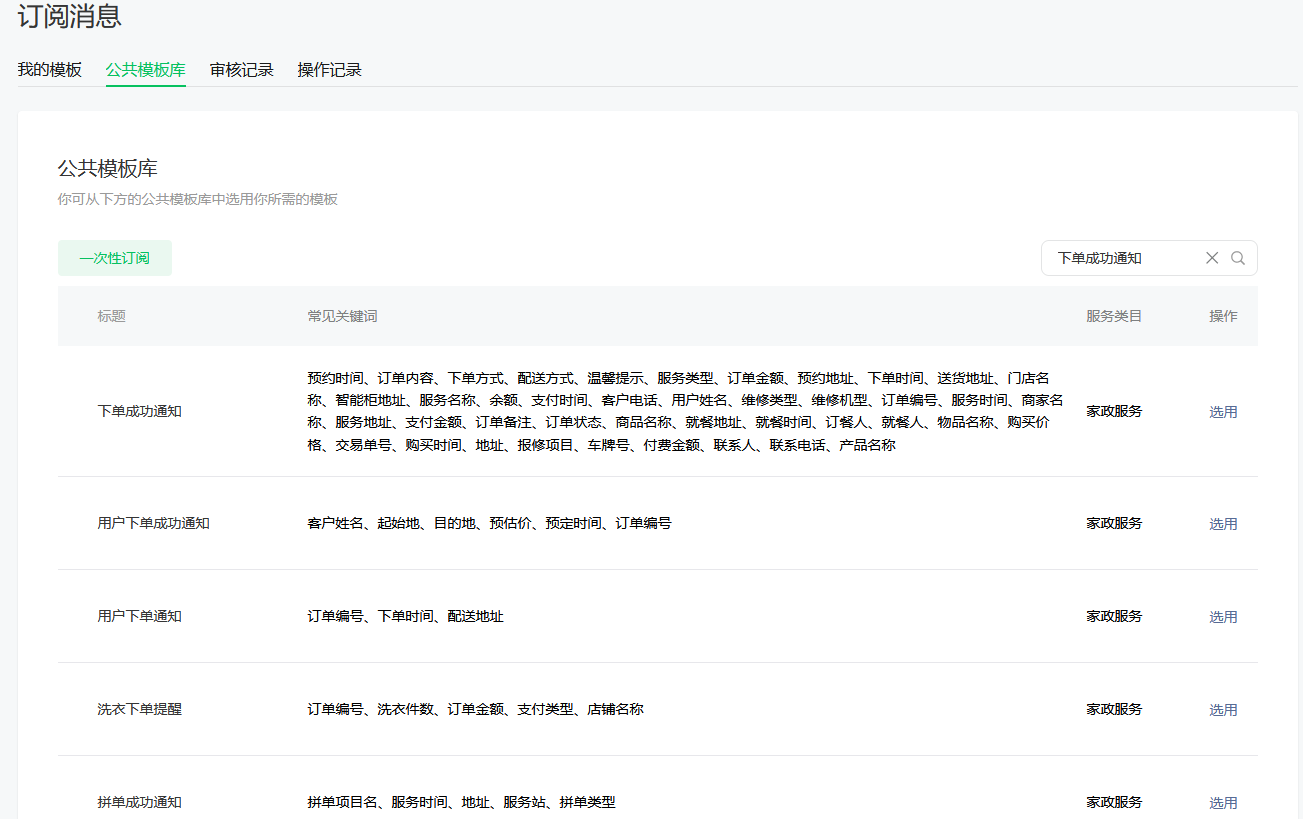 订阅消息
我的模板 公共模板库 审核记录 操作记录
公共模板库
你可从下方的公共模板库中选用你所需的模板
一次性订阅 下单成功通知
标题 常见关键词 服务类目 操作
预约时间、订单内容、下单方式、配送方式、温馨提示、服务类型、订单金额、预约地址、下单时间、送货地址、门店名
称、智能柜地址、服务名称、余额、支付时间、客户电话、用户姓名、维修类型、维修机型、订单编号、服务时间、商家名
下单成功通知 家政服务 选用
称、服务地址、支付金额、订单备注、订单状态、商品名称、就餐地址、就餐时间、订餐人、就餐人、物品名称、购买价
格、交易单号、购买时间、地址、报修项目、车牌号、付费金额、联系人、联系电话、产品名称
用户下单成功通知 客户姓名、起始地、目的地、预估价、预定时间、订单编号 家政服务 选用
用户下单通知 订单编号、下单时间、配送地址 家政服务 选用
洗衣下单提醒 订单编号、洗衣件数、订单金额、支付类型、店铺名称 家政服务 选用
拼单成功通知 拼单项目名、服务时间、地址、服务站、拼单类型 家政服务 选用